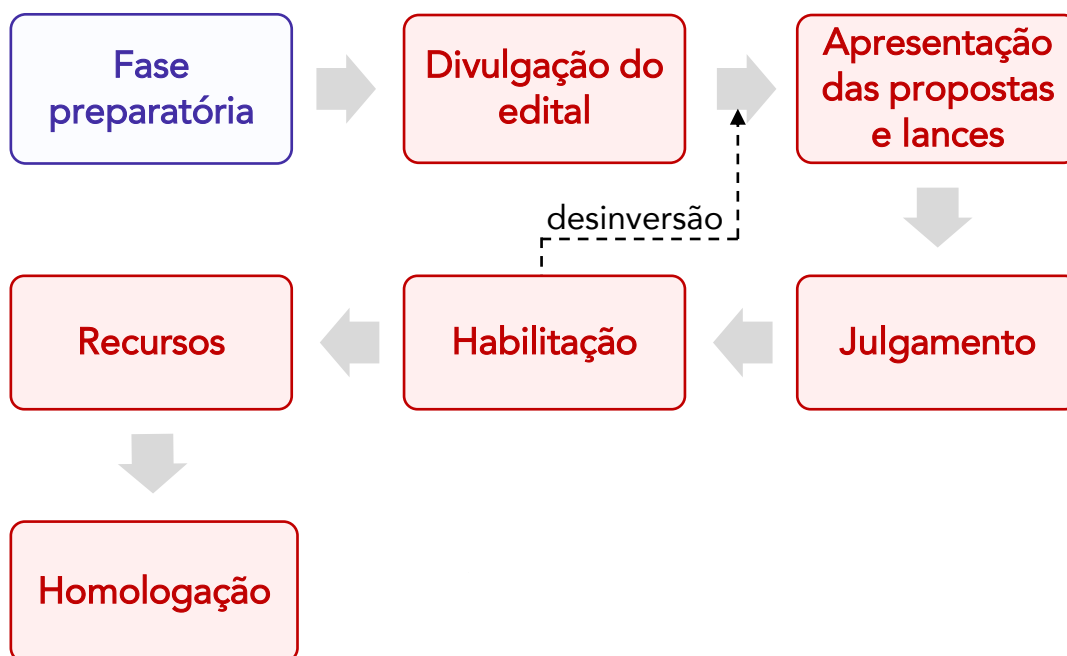 Fase
preparatória
Divulgação do
edital
Apresentação
das propostas
e lances
desinversão
Recursos
Habilitação
Julgamento
Homologação